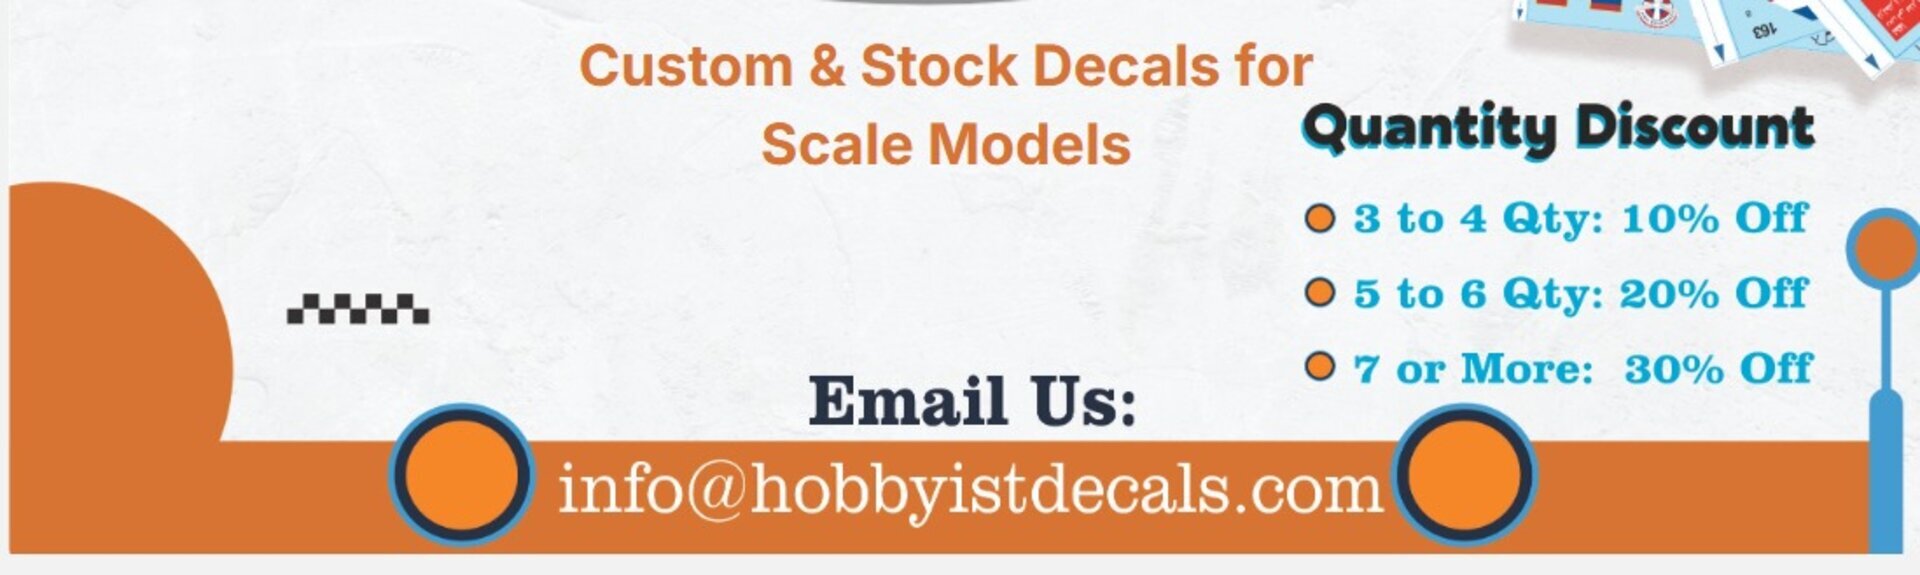 Custom & Stock Decals for
Scale Models
163
Quantity Discount
3 to 4 Qty: 10% Off
5 to 6 Qty: 20% Off
7 or More: 30% Off
Email Us:
info@hobbyistdecals.com